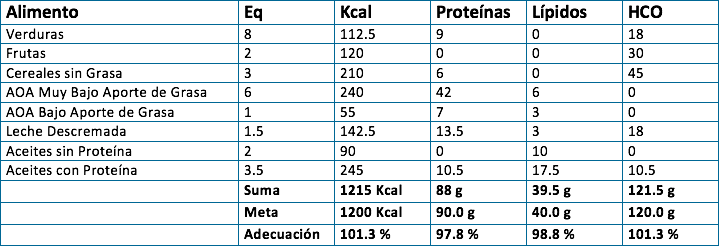 Alimento Eq Kcal Proteínas Lípidos HCO
Verduras 8 112.5 9 0 18
Frutas 2 120 0 0 30
Cereales sin Grasa 3 210 6 0 45
AOA Muy Bajo Aporte de Grasa 6 240 42 6 0
AOA Bajo Aporte de Grasa 1 55 7 3 0
Leche Descremada 1.5 142.5 13.5 3 18
Aceites sin Proteína 2 90 0 10 0
Aceites con Proteína 3.5 245 10.5 17.5 10.5
Suma 1215 Kcal 88 g 39.5 g 121.5 g
Meta 1200 Kcal 90.0 g 40.0 g 120.0 g
Adecuación 101.3 % 97.8 % 98.8 % 101.3 %